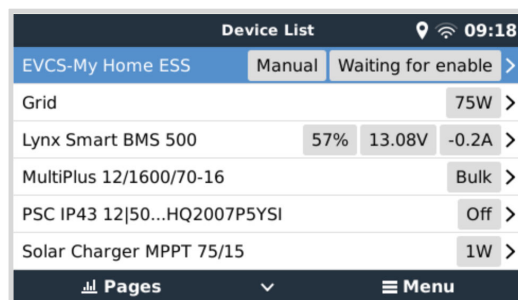 Device List 09:18
EVCS-My Home ESS Manual Waiting for enable
Grid 75W
Lynx Smart BMS 500 57% 13.08V -0.2A
MultiPlus 12/1600/70-16 Bulk
PSC IP43 12|50...HQ2007P5YSI Off
Solar Charger MPPT 75/15 1W
Pages Menu